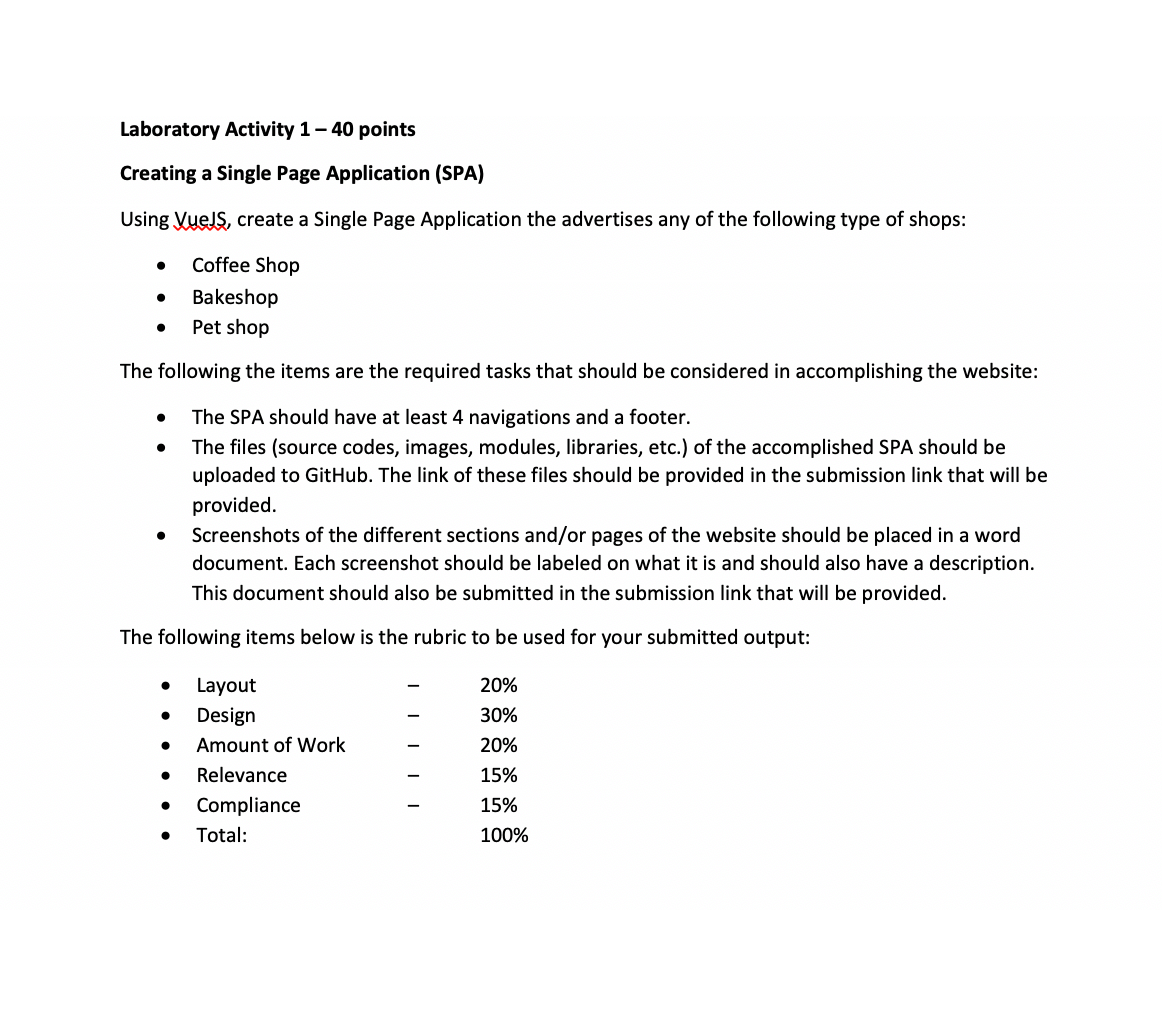 Laboratory Activity 1 – 40 points
Creating a Single Page Application (SPA)
Using VueJS, create a Single Page Application the advertises any of the following type of shops:
• Coffee Shop
• Bakeshop
• Pet shop
The following the items are the required tasks that should be considered in accomplishing the website:
• The SPA should have at least 4 navigations and a footer.
• The files (source codes, images, modules, libraries, etc.) of the accomplished SPA should be
uploaded to GitHub. The link of these files should be provided in the submission link that will be
provided.
• Screenshots of the different sections and/or pages of the website should be placed in a word
document. Each screenshot should be labeled on what it is and should also have a description.
This document should also be submitted in the submission link that will be provided.
The following items below is the rubric to be used for your submitted output:
• Layout – 20%
• Design – 30%
• Amount of Work – 20%
• Relevance – 15%
• Compliance – 15%
• Total: 100%